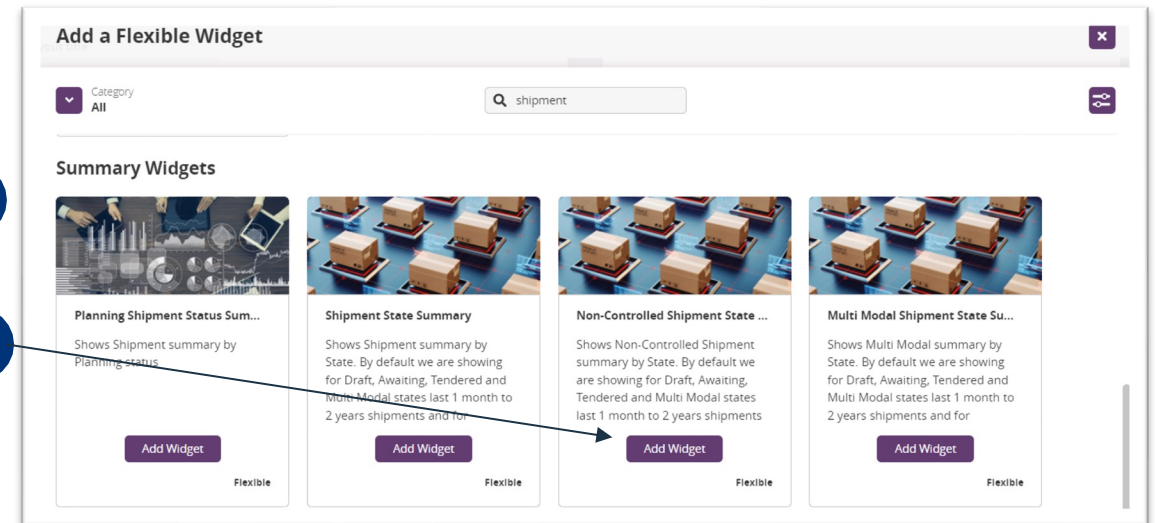 Add a Flexible Widget
Category
All
shipment
Summary Widgets
Planning Shipment Status Sum...
Shows Shipment summary by
Planning status
Add Widget
Flexible
Shipment State Summary
Shows Shipment summary by
State. By default we are showing
for Draft, Awaiting, Tendered and
Multi Modal states last 1 month to
2 years shipments and for
Add Widget
Flexible
Non-Controlled Shipment State ...
Shows Non-Controlled Shipment
summary by State. By default we
are showing for Draft, Awaiting,
Tendered and Multi Modal states
last 1 month to 2 years shipments
Add Widget
Flexible
Multi Modal Shipment State Su...
Shows Multi Modal summary by
State. By default we are showing
for Draft, Awaiting, Tendered and
Multi Modal states last 1 month to
2 years shipments and for
Add Widget
Flexible